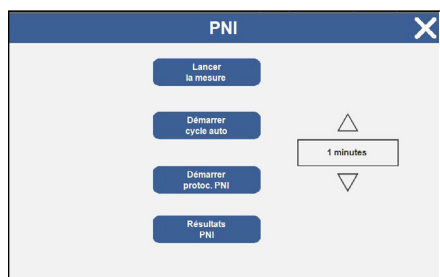 PNI
Lancer
la mesure
Démarrer
cycle auto
1 minutes
Démarrer
protoc. PNI
Résultats
PNI